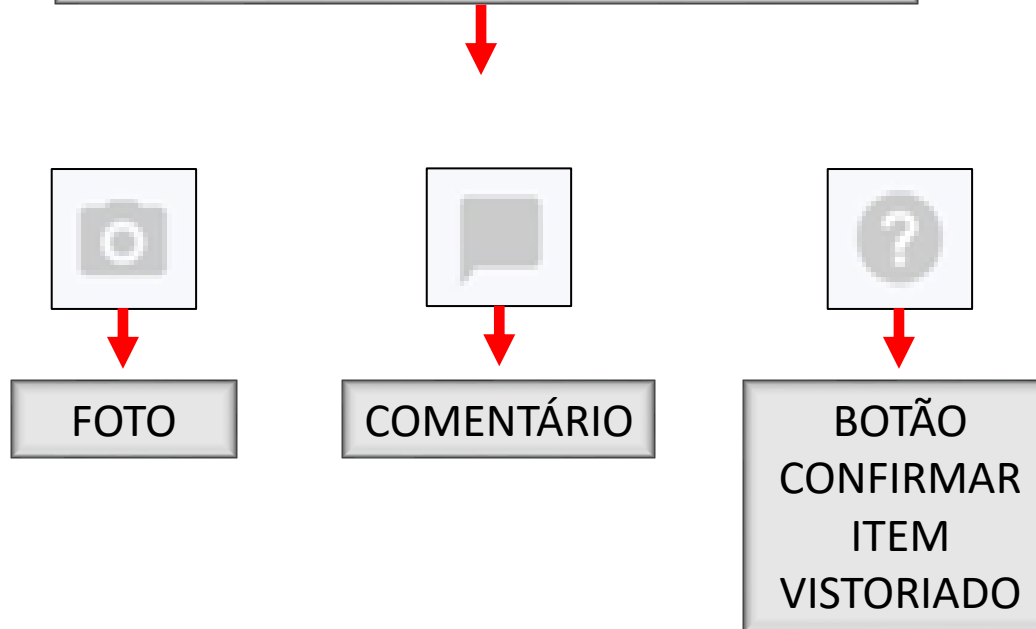 FOTO
COMENTÁRIO
BOTÃO
CONFIRMAR
ITEM
VISTORIADO